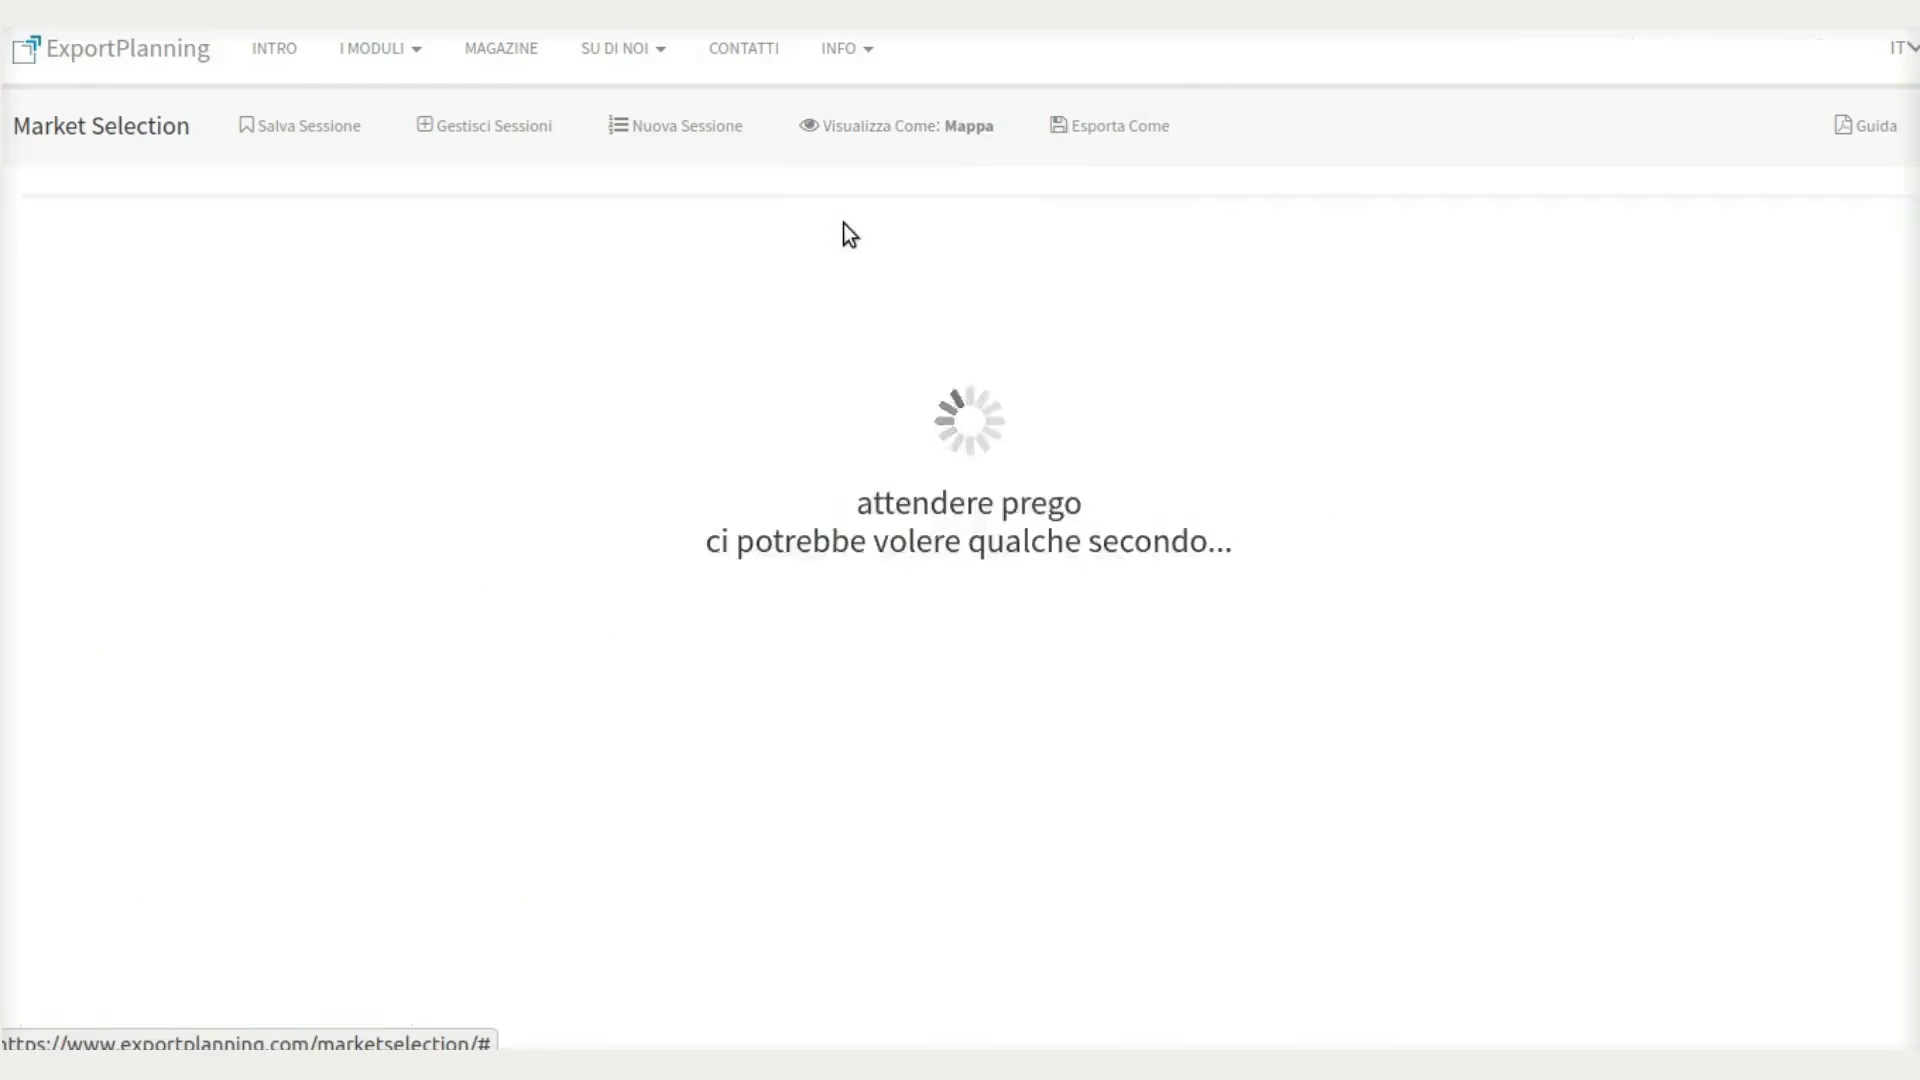 ExportPlanning INTRO I MODULI MAGAZINE SU DI NOI CONTATTI INFO IT
Market Selection Salva Sessione Gestisci Sessioni Nuova Sessione Visualizza Come: Mappa Esporta Come Guida
attendere prego
ci potrebbe volere qualche secondo...
https://www.exportplanning.com/marketselection/#